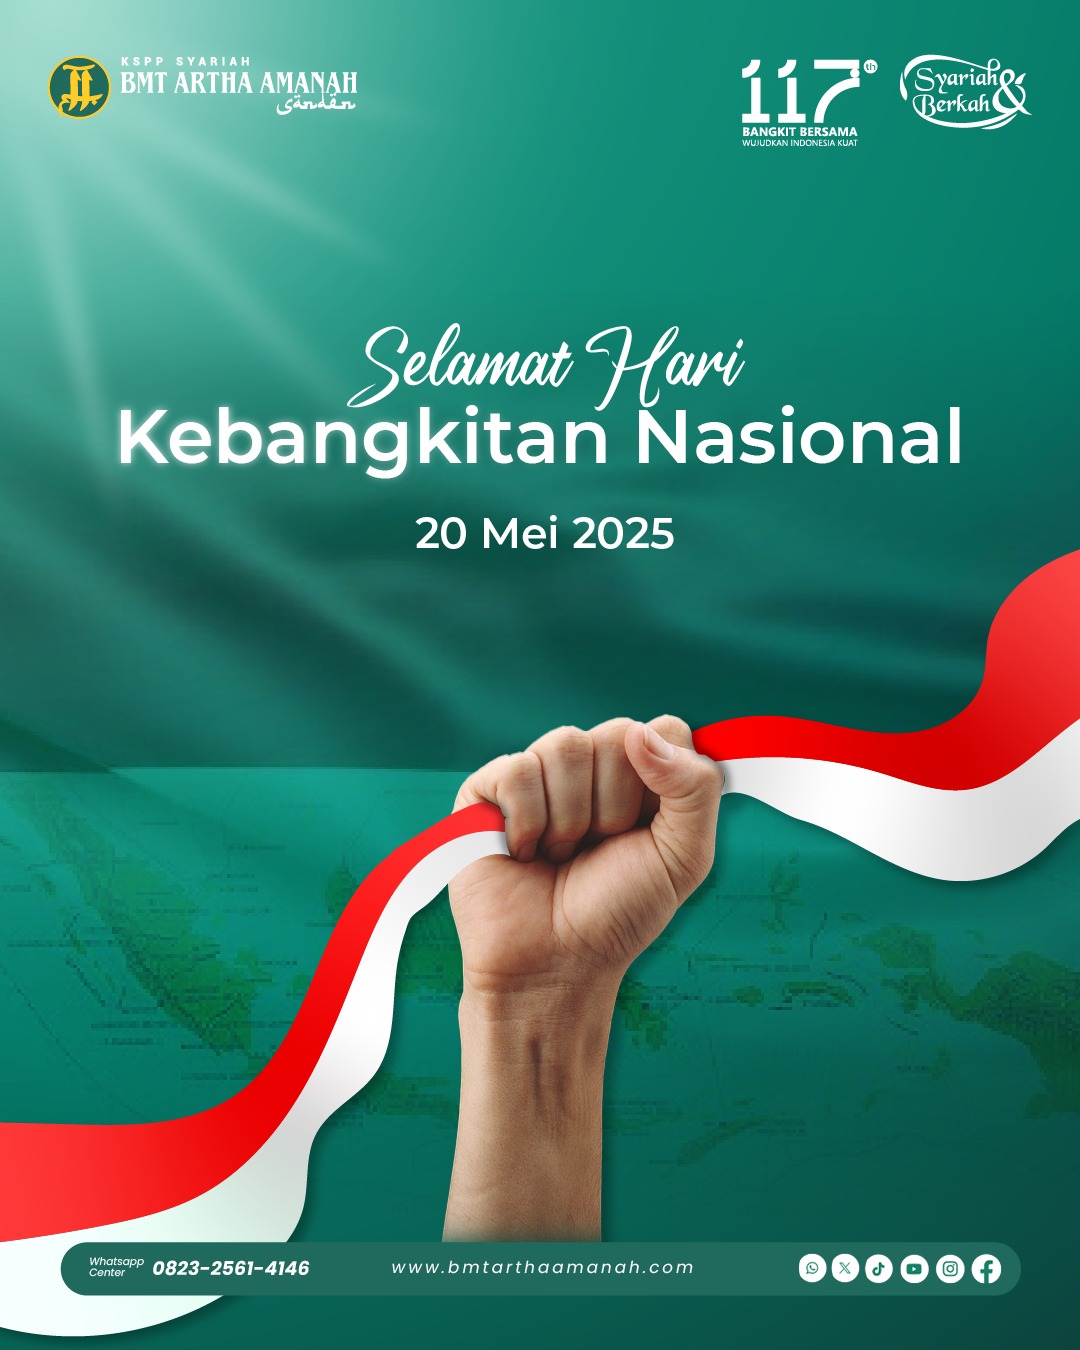 KSPP SYARIAH
BMT ARTHA AMANAH
Sanden
117th
BANGKIT BERSAMA
WUJUDKAN INDONESIA KUAT
Syariah &
Berkah
Selamat Hari
Kebangkitan Nasional
20 Mei 2025
Whatsapp
Center
0823-2561-4146
www.bmtarthaamanah.com